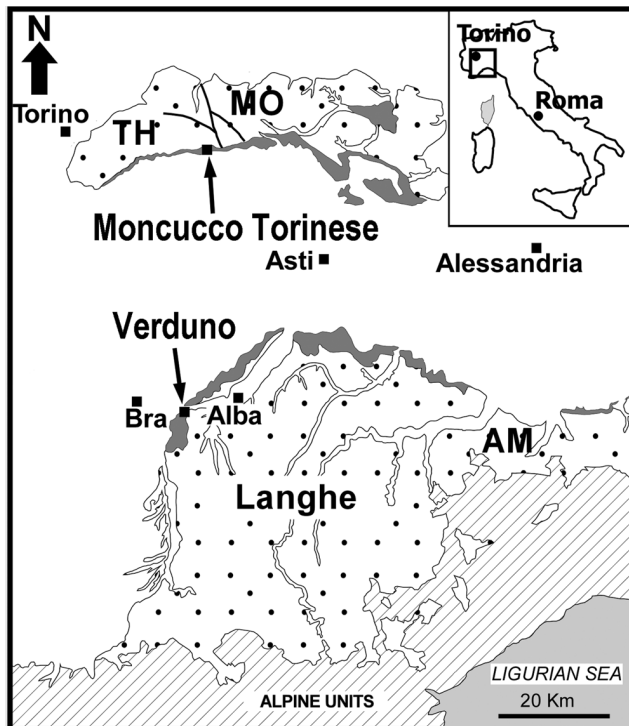 N
Torino
Roma
Torino
MO
TH
Moncucco Torinese
Asti
Alessandria
Verduno
Bra
Alba
AM
Langhe
LIGURIAN SEA
ALPINE UNITS
20 Km